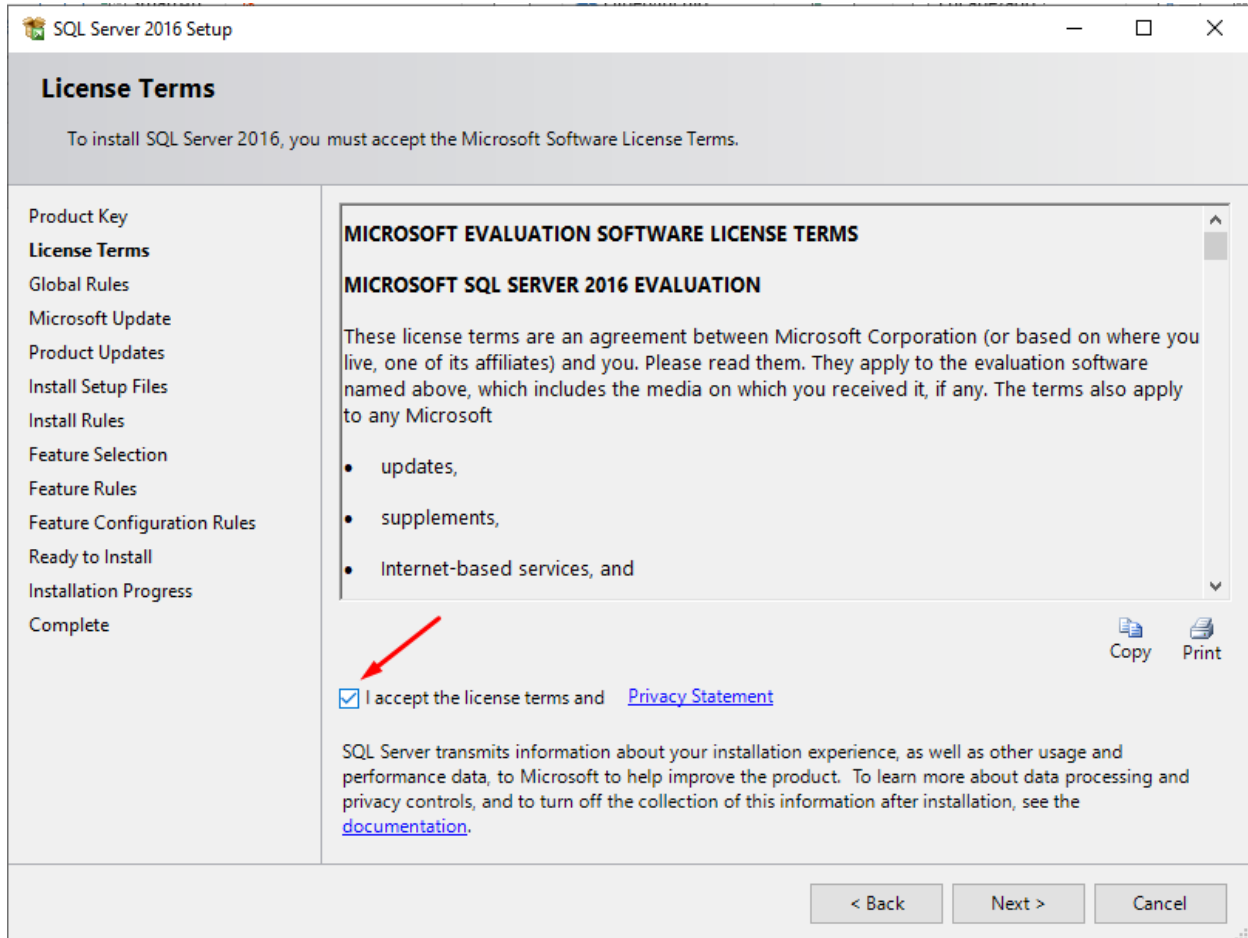 SQL Server 2016 Setup
License Terms
To install SQL Server 2016, you must accept the Microsoft Software License Terms.
Product Key
License Terms
Global Rules
Microsoft Update
Product Updates
Install Setup Files
Install Rules
Feature Selection
Feature Rules
Feature Configuration Rules
Ready to Install
Installation Progress
Complete
MICROSOFT EVALUATION SOFTWARE LICENSE TERMS
MICROSOFT SQL SERVER 2016 EVALUATION
These license terms are an agreement between Microsoft Corporation (or based on where you
live, one of its affiliates) and you. Please read them. They apply to the evaluation software
named above, which includes the media on which you received it, if any. The terms also apply
to any Microsoft
• updates,
• supplements,
• Internet-based services, and
Copy Print
I accept the license terms and Privacy Statement
SQL Server transmits information about your installation experience, as well as other usage and
performance data, to Microsoft to help improve the product. To learn more about data processing and
privacy controls, and to turn off the collection of this information after installation, see the
documentation.
< Back Next > Cancel